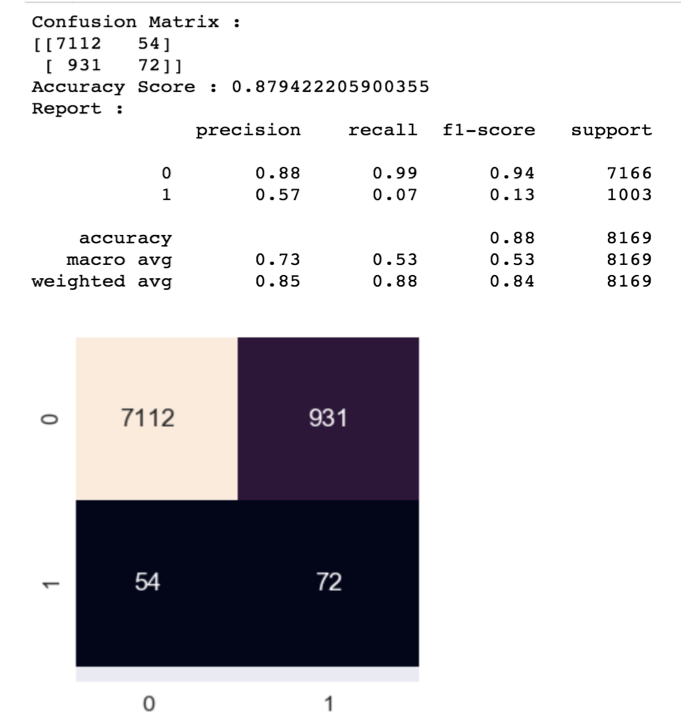 Confusion Matrix :
[[7112 54]
[ 931 72]]
Accuracy Score : 0.879422205900355
Report :
precision recall f1-score support
0 0.88 0.99 0.94 7166
1 0.57 0.07 0.13 1003
accuracy 0.88 8169
macro avg 0.73 0.53 0.53 8169
weighted avg 0.85 0.88 0.84 8169
0 7112 931
1 54 72
0 1